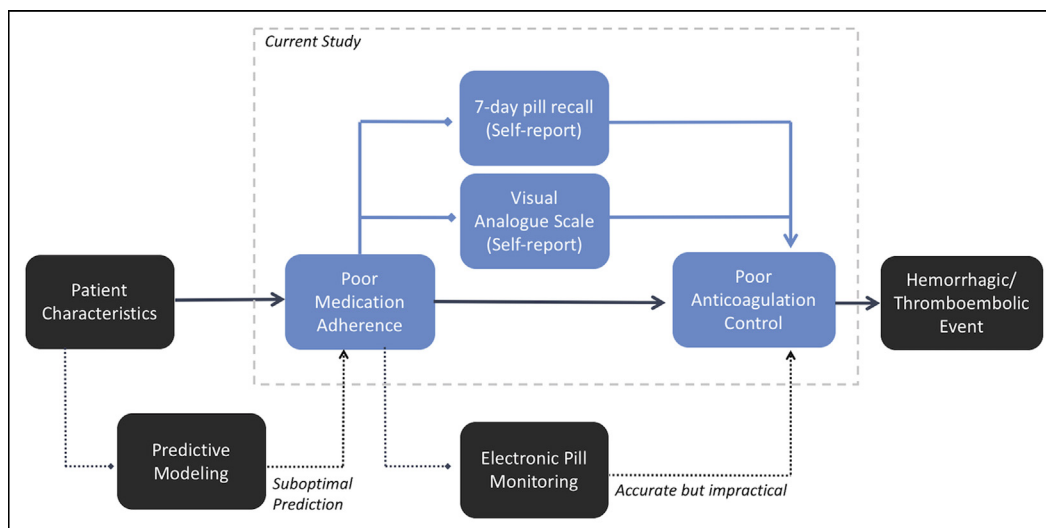 Current Study
7-day pill recall
(Self-report)
Visual
Analogue Scale
(Self-report)
Patient
Characteristics
Poor
Medication
Adherence
Poor
Anticoagulation
Control
Hemorrhagic/
Thromboembolic
Event
Predictive
Modeling
Suboptimal
Prediction
Electronic Pill
Monitoring
Accurate but impractical